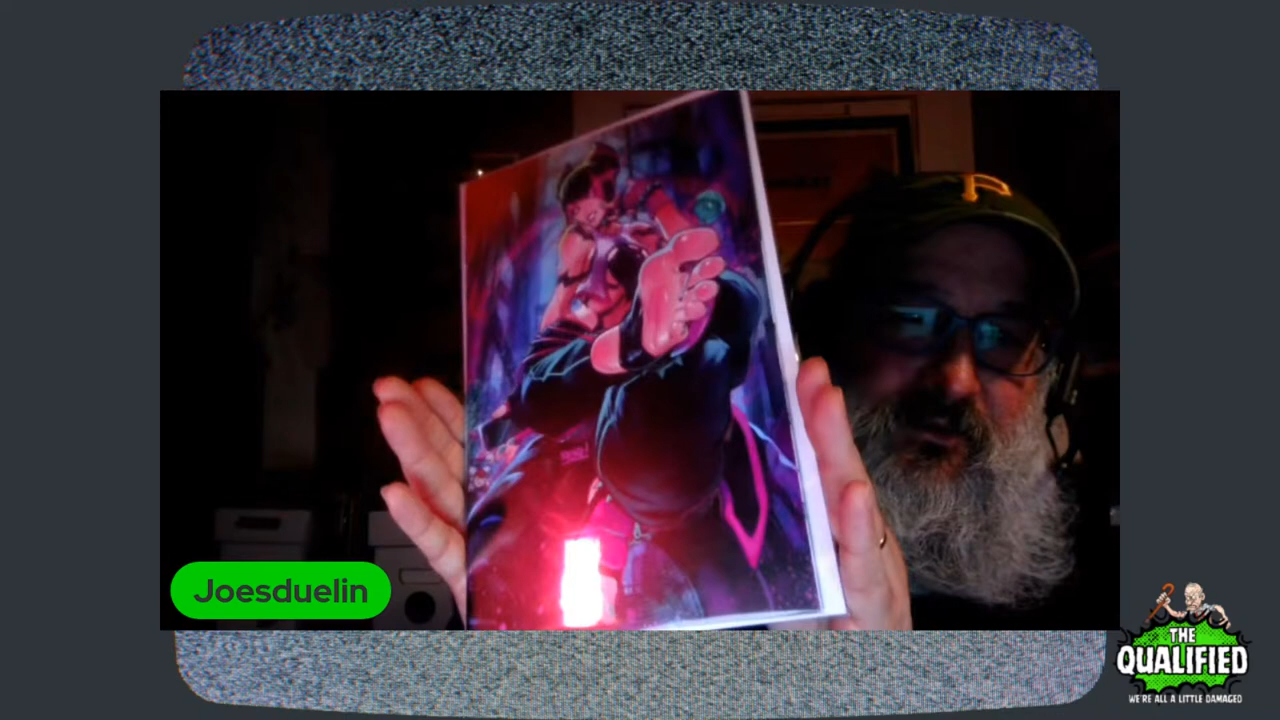 P
Joesduelin
THE
QUALIFIED
WE'RE ALL A LITTLE DAMAGED